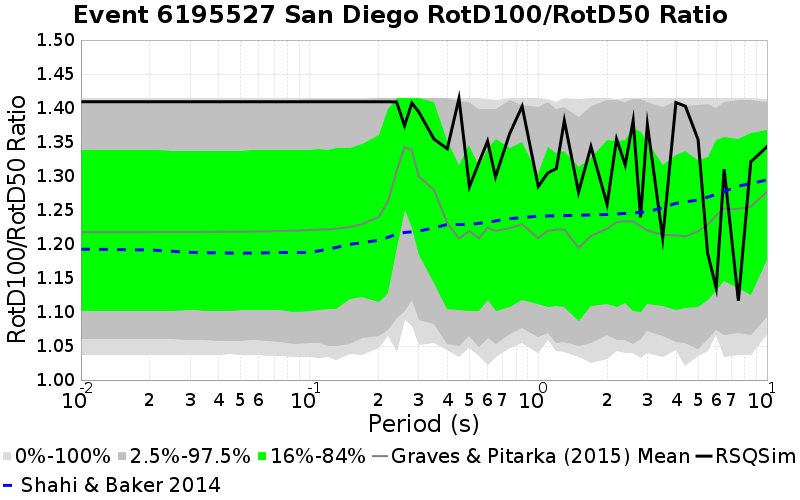 Event 6195527 San Diego RotD100/RotD50 Ratio
RotD100/RotD50 Ratio
1.50
1.45
1.40
1.35
1.30
1.25
1.20
1.15
1.10
1.05
1.00
10-2 2 3 4 5 6 10-1 2 3 4 5 6 7 100 2 3 4 5 6 7 101
Period (s)
0%-100% 2.5%-97.5% 16%-84% Graves & Pitarka (2015) Mean RSQSim
Shahi & Baker 2014